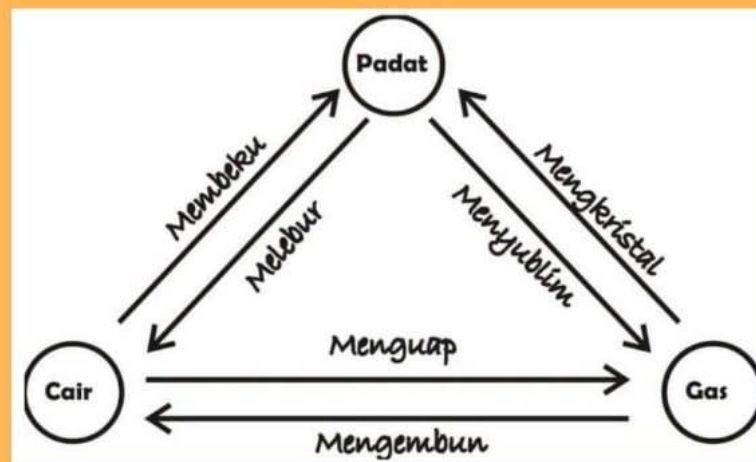 Padat
Membeku
Melebur
Menyublim
Mengkristal
Menguap
Cair
Gas
Mengembun